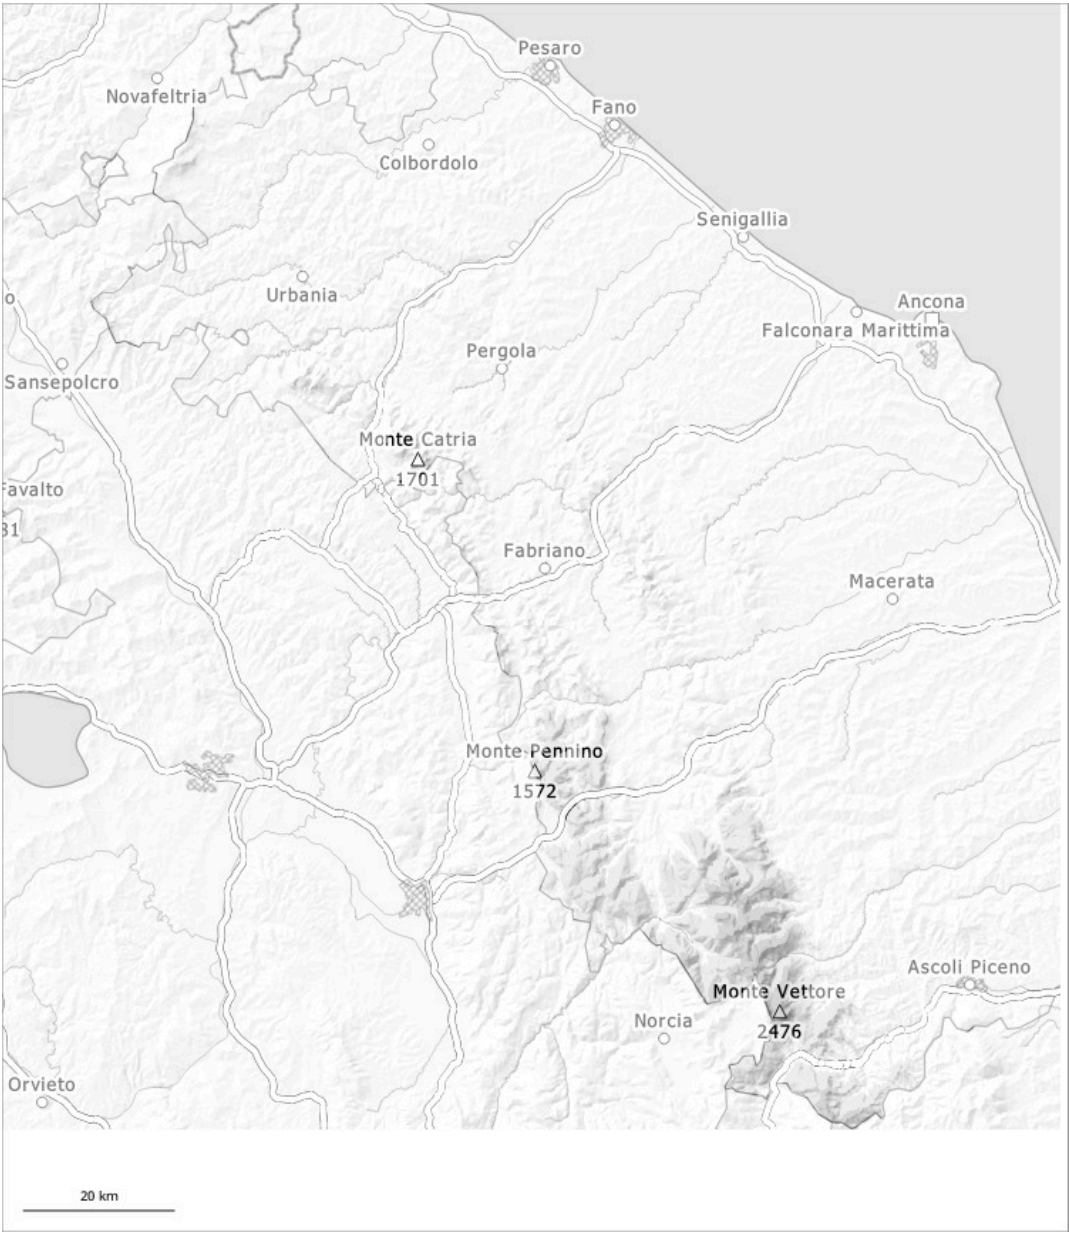 Pesaro
Novafeltria
Fano
Colbordolo
Senigallia
Urbania
o
Ancona
Falconara Marittima
Pergola
Sansepolcro
Monte Catria
1701
Favalto
31
Fabriano
Macerata
Monte Pennino
1572
Ascoli Piceno
Monte Vettore
2476
Norcia
Orvieto
20 km